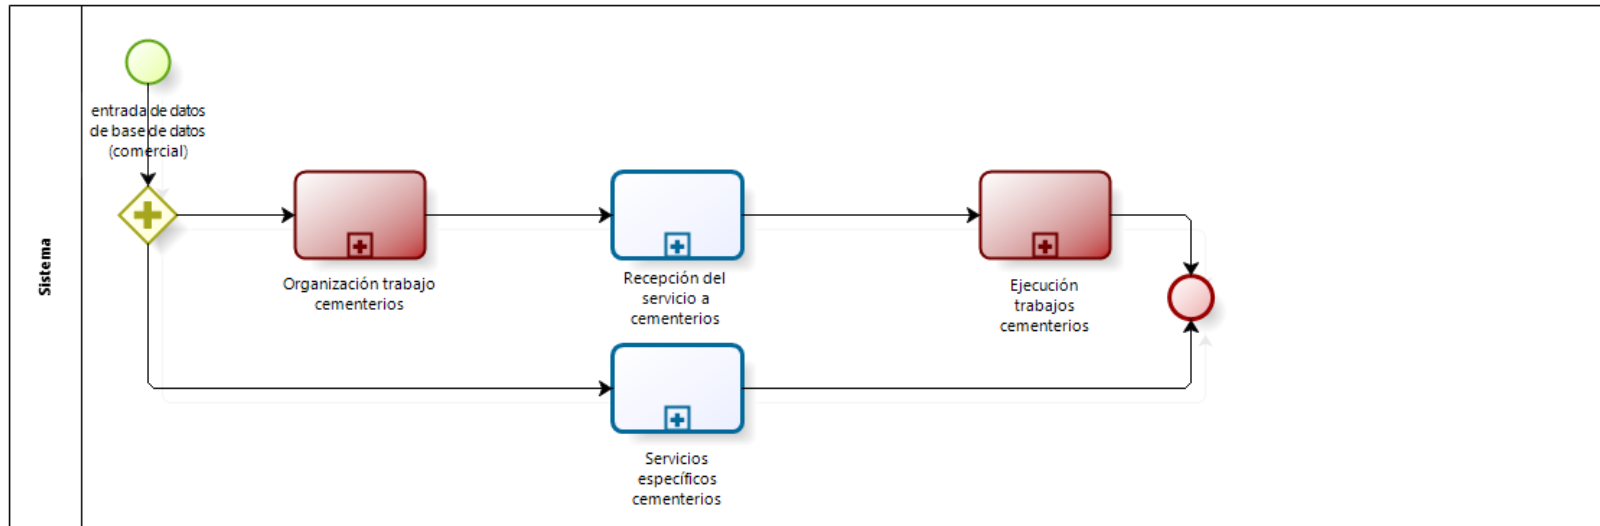 Sistema
entrada de datos
de base de datos
(comercial)
Organización trabajo
cementerios
Recepción del
servicio a
cementerios
Ejecución
trabajos
cementerios
Servicios
específicos
cementerios